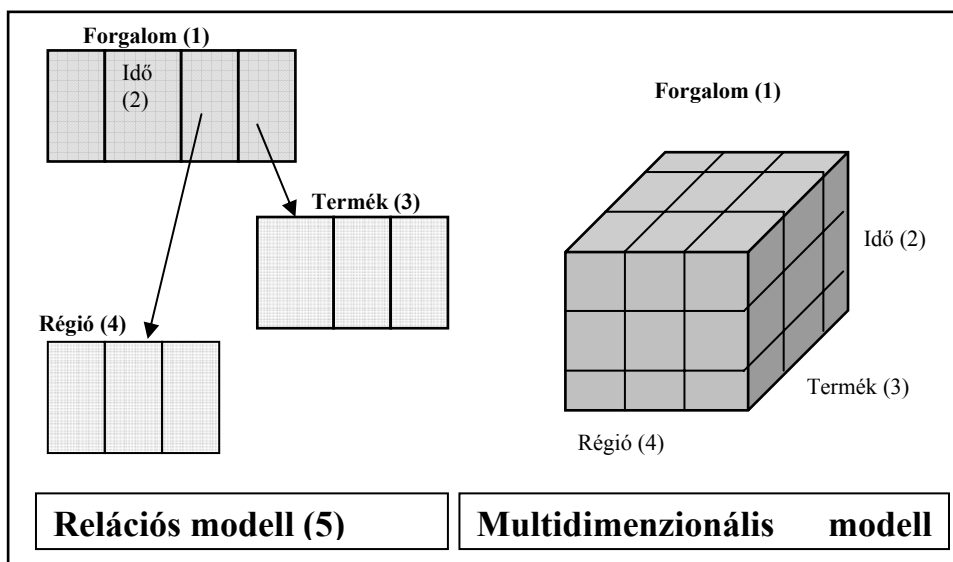 Forgalom (1)
Idő
(2)
Termék (3)
Régió (4)
Relációs modell (5)
Forgalom (1)
Idő (2)
Termék (3)
Régió (4)
Multidimenzionális modell